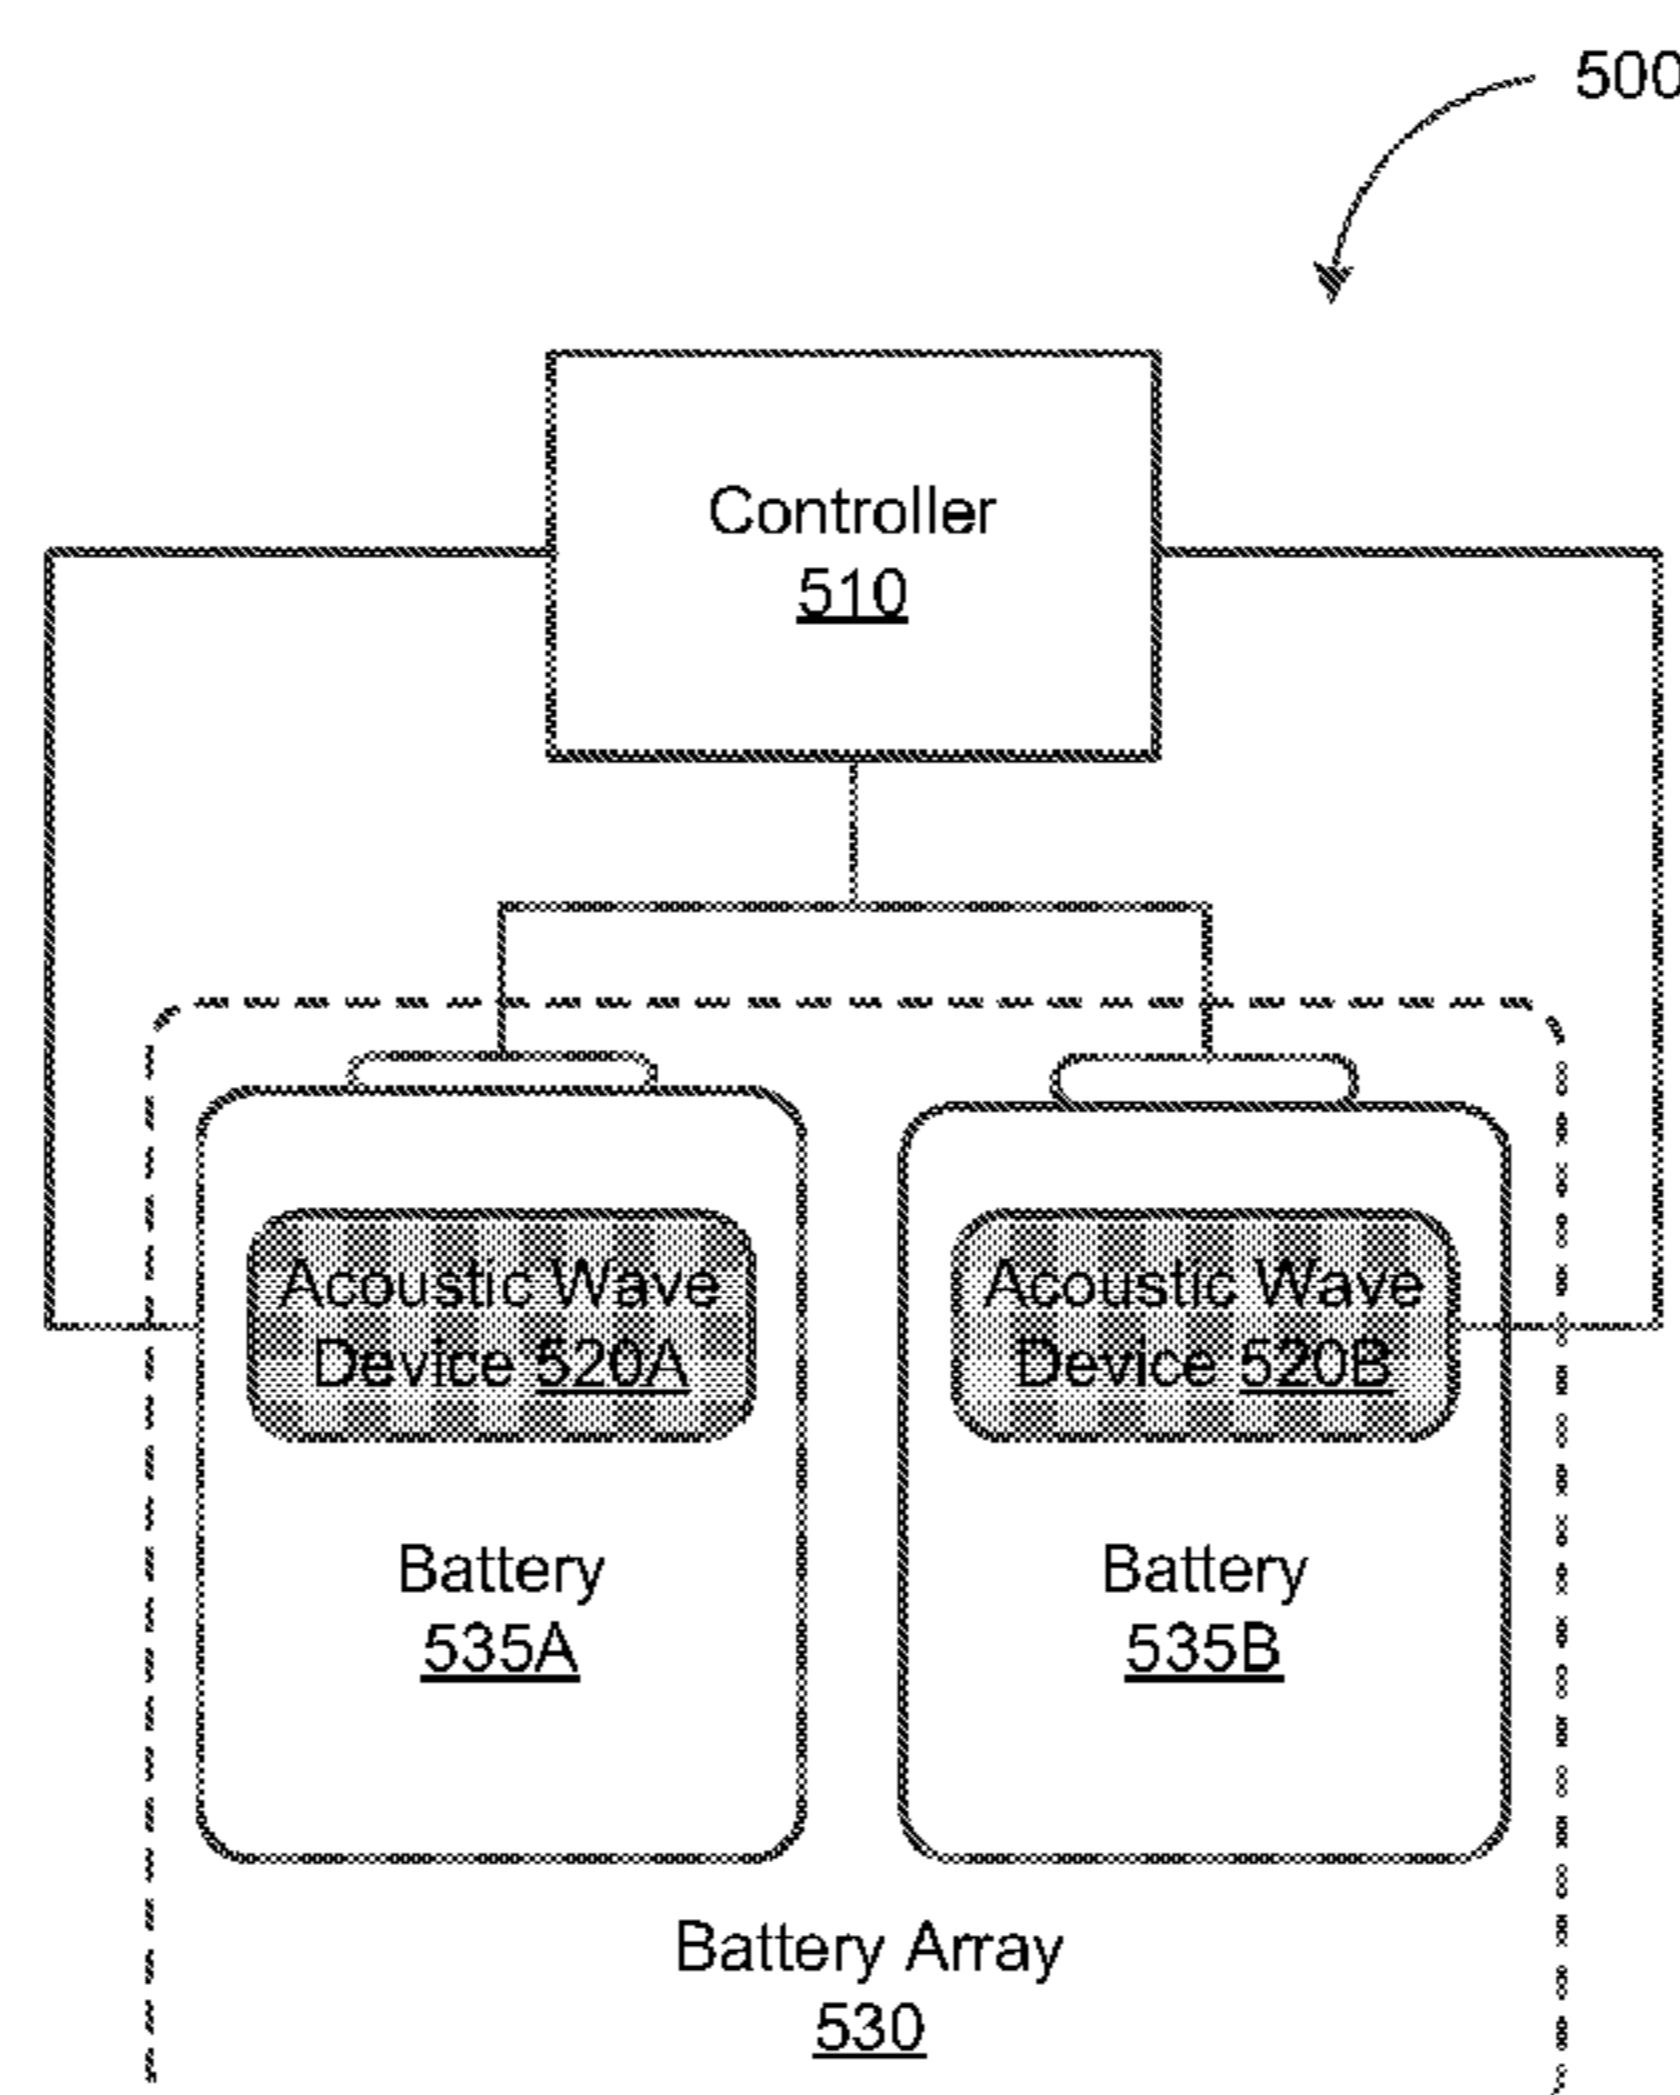 500
Controller
510
Acoustic Wave
Device 520A
Acoustic Wave
Device 520B
Battery
535A
Battery
535B
Battery Array
530